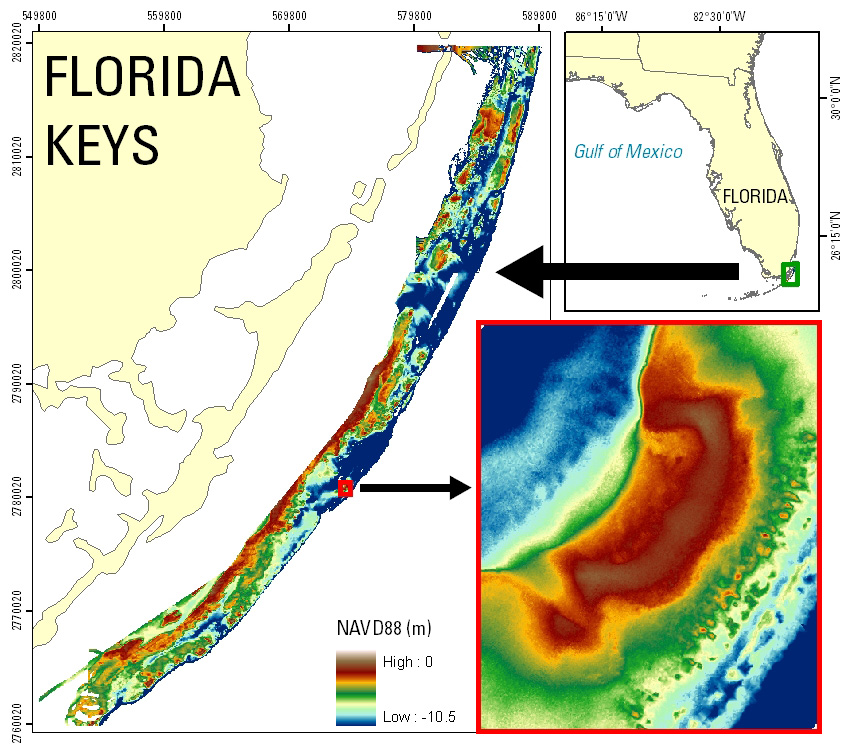 549800 559800 569800 579800 589800
86°15'0"W 82°30'0"W
2820020
2810020
2800020
2790020
2780020
2770020
2760020
FLORIDA
KEYS
Gulf of Mexico
FLORIDA
30°0'0"N
26°15'0"N
NAVD88 (m)
High : 0
Low : -10.5